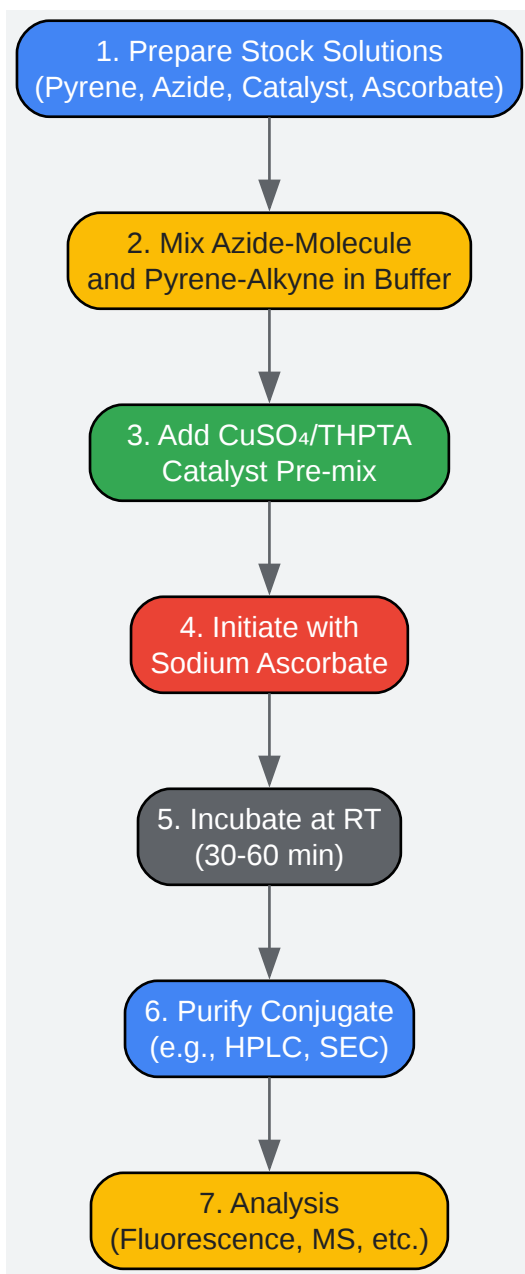 1. Prepare Stock Solutions
(Pyrene, Azide, Catalyst, Ascorbate)
2. Mix Azide-Molecule
and Pyrene-Alkyne in Buffer
3. Add CuSO₄/THPTA
Catalyst Pre-mix
4. Initiate with
Sodium Ascorbate
5. Incubate at RT
(30-60 min)
6. Purify Conjugate
(e.g., HPLC, SEC)
7. Analysis
(Fluorescence, MS, etc.)